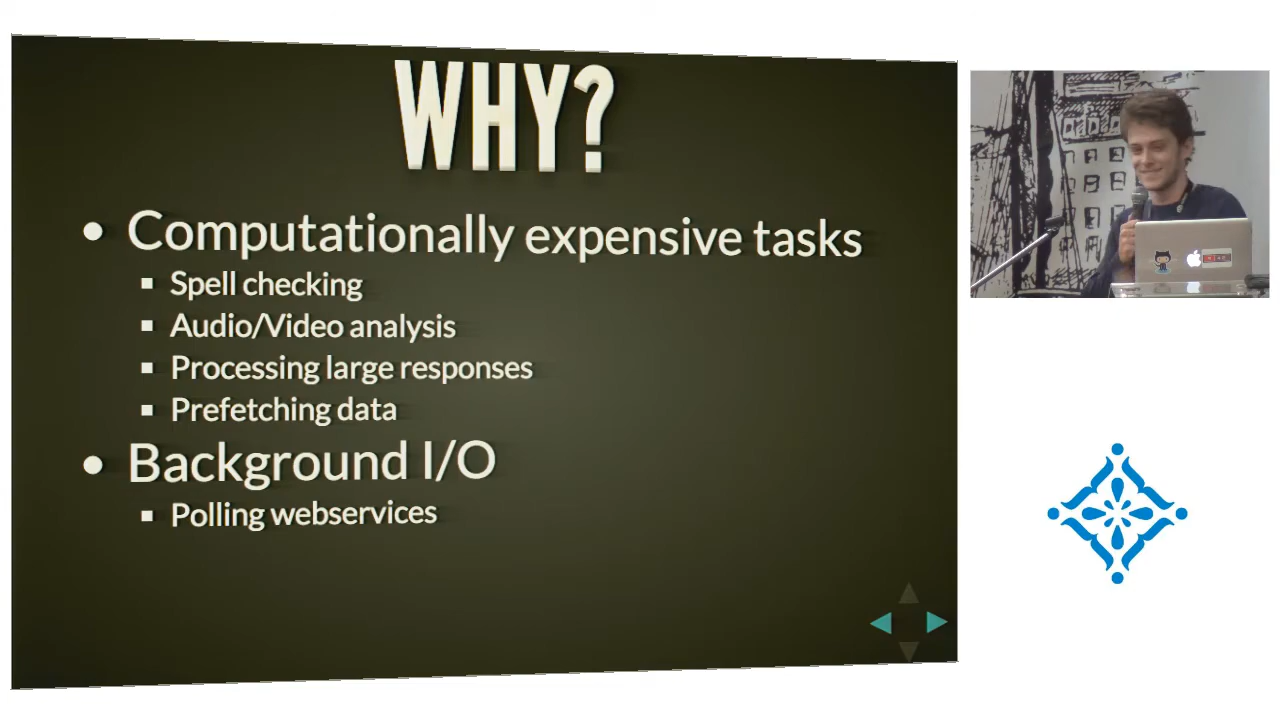 WHY?
Computationally expensive tasks
Spell checking
Audio/Video analysis
Processing large responses
Prefetching data
Background I/O
Polling webservices